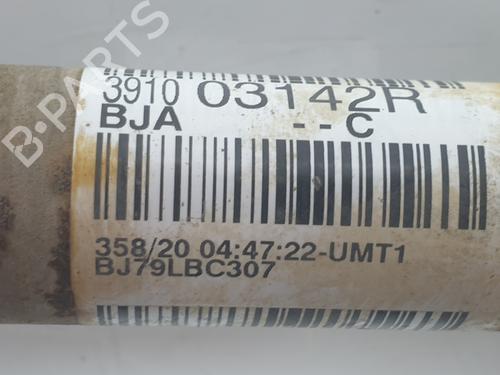 B-PARTS
3910 03142R
BJA - - C
358/20 04:47:22-UMT1
BJ79LBC307